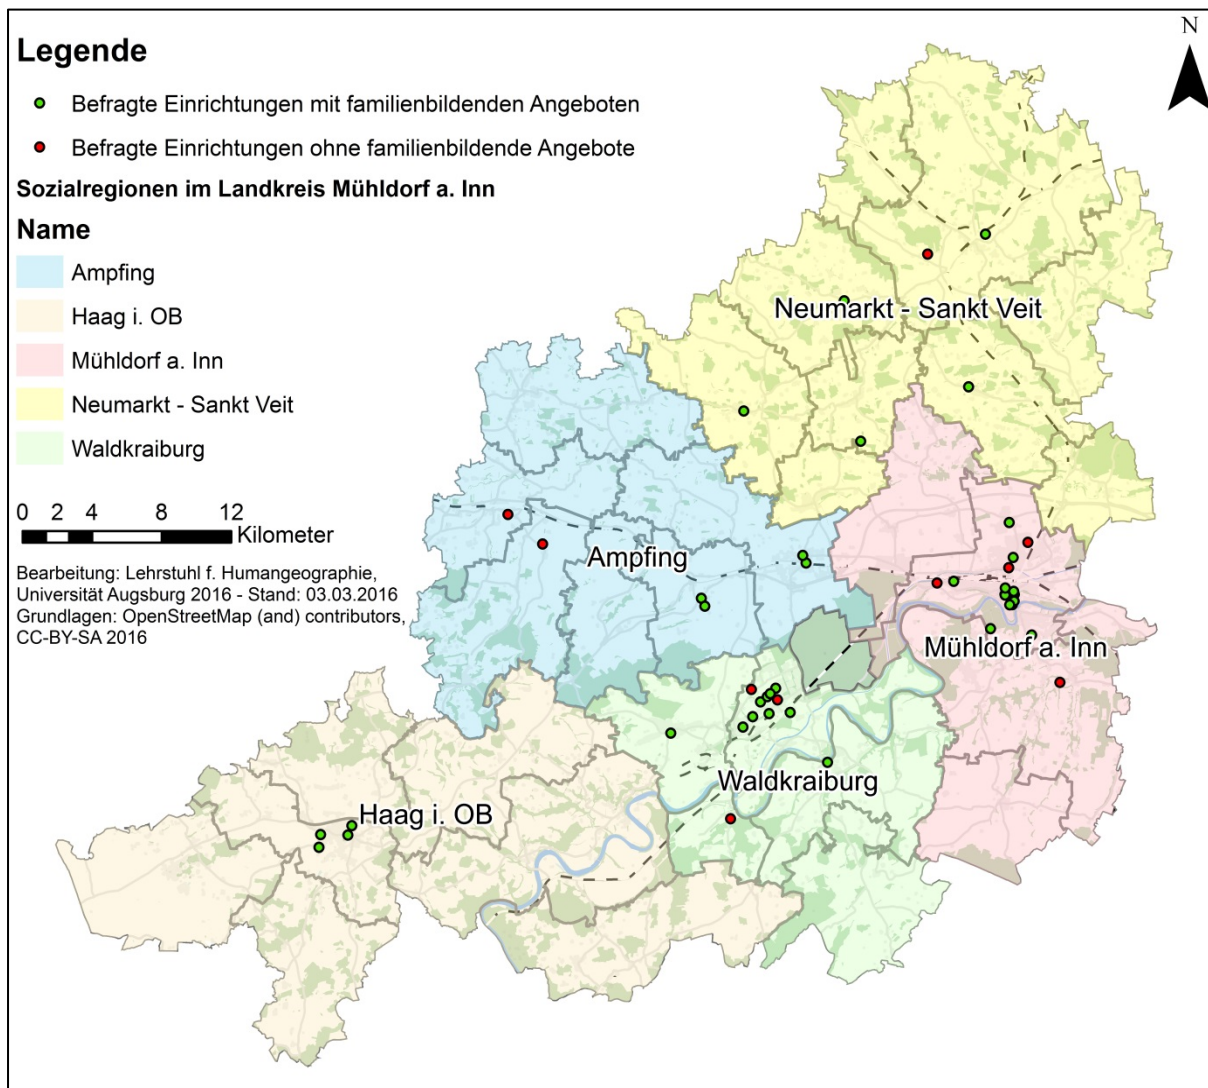 Legende
Befragte Einrichtungen mit familienbildenden Angeboten
Befragte Einrichtungen ohne familienbildende Angebote
Sozialregionen im Landkreis Mühldorf a. Inn
Name
Ampfing
Haag i. OB
Mühldorf a. Inn
Neumarkt - Sankt Veit
Waldkraiburg
0 2 4 8 12
Kilometer
Bearbeitung: Lehrstuhl f. Humangeographie,
Universität Augsburg 2016 - Stand: 03.03.2016
Grundlagen: OpenStreetMap (and) contributors,
CC-BY-SA 2016
N
Neumarkt - Sankt Veit
Ampfing
Mühldorf a. Inn
Waldkraiburg
Haag i. OB